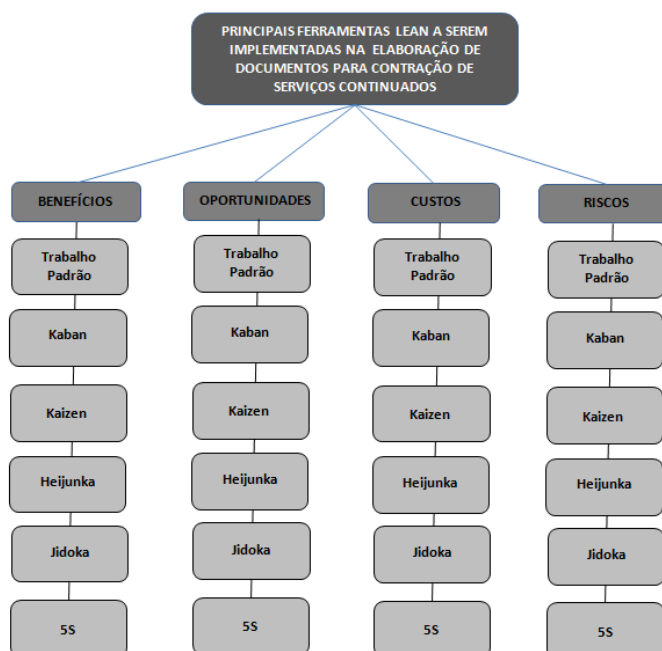 PRINCIPAIS FERRAMENTAS LEAN A SEREM
IMPLEMENTADAS NA ELABORAÇÃO DE
DOCUMENTOS PARA CONTRAÇÃO DE
SERVIÇOS CONTINUADOS
BENEFÍCIOS
OPORTUNIDADES
CUSTOS
RISCOS
Trabalho
Padrão
Trabalho
Padrão
Trabalho
Padrão
Trabalho
Padrão
Kaban
Kaban
Kaban
Kaban
Kaizen
Kaizen
Kaizen
Kaizen
Heijunka
Heijunka
Heijunka
Heijunka
Jidoka
Jidoka
Jidoka
Jidoka
5S
5S
5S
5S